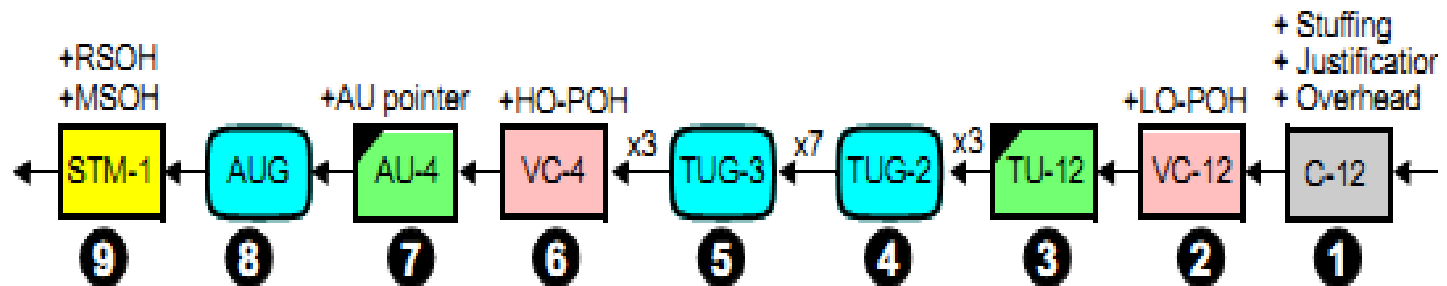 + Stuffing
+RSOH + Justification
+MSOH +AU pointer +HO-POH +LO-POH + Overhead
STM-1 AUG AU-4 VC-4 x3 TUG-3 x7 TUG-2 x3 TU-12 VC-12 C-12
9 8 7 6 5 4 3 2 1